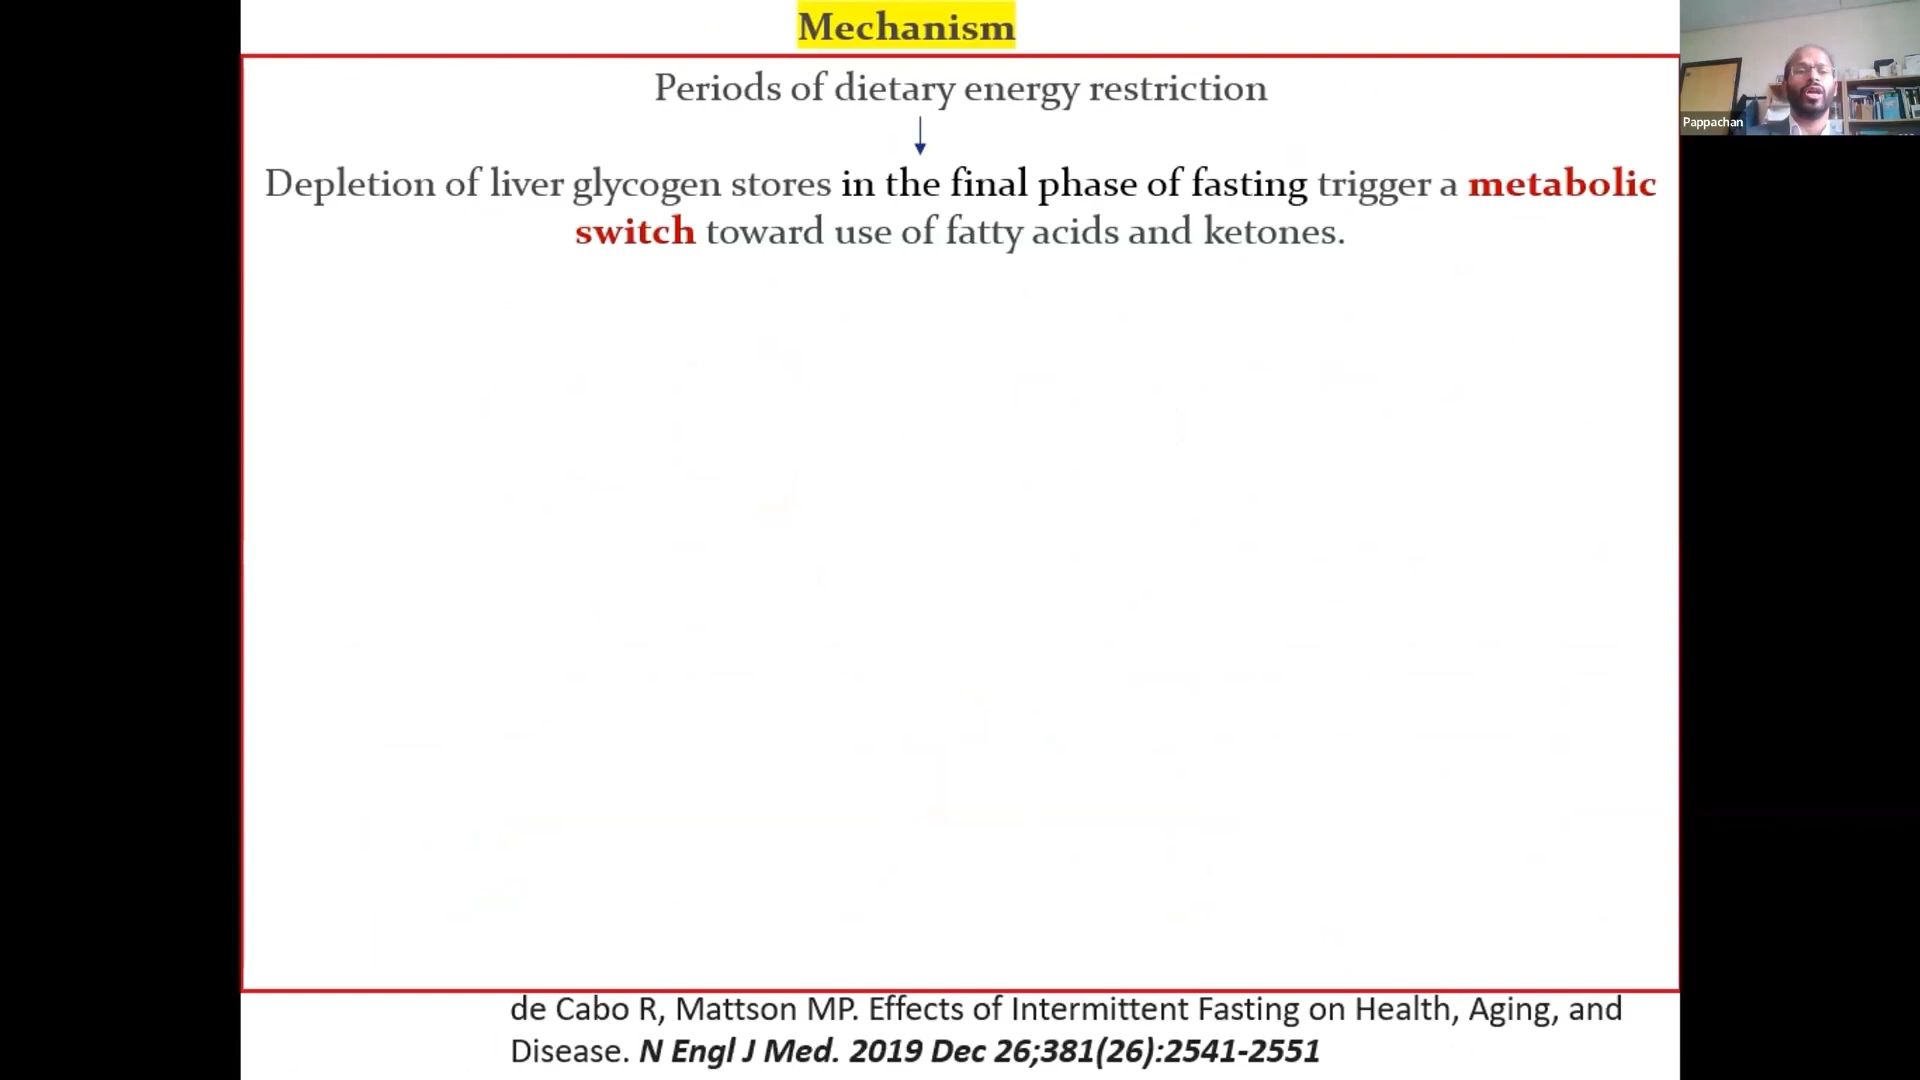 Mechanism
Periods of dietary energy restriction
Depletion of liver glycogen stores in the final phase of fasting trigger a metabolic
switch toward use of fatty acids and ketones.
de Cabo R, Mattson MP. Effects of Intermittent Fasting on Health, Aging, and
Disease. N Engl J Med. 2019 Dec 26;381(26):2541-2551
Pappachan